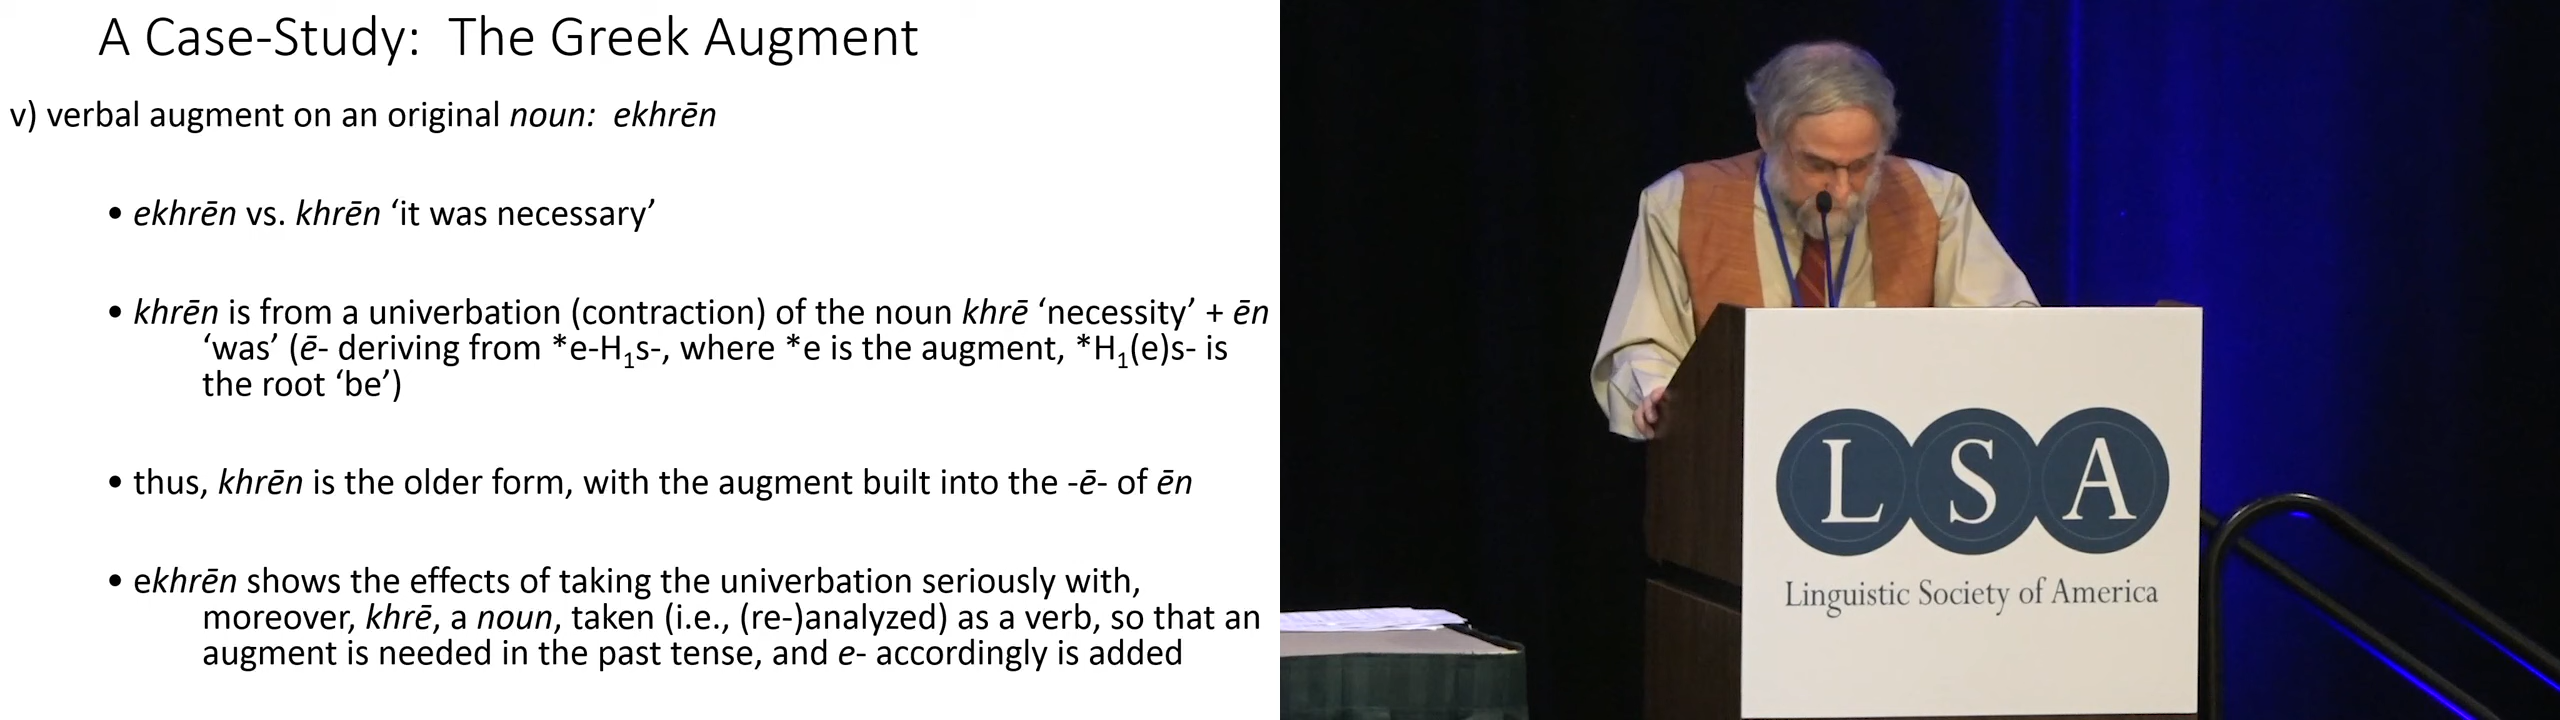 A Case-Study: The Greek Augment
v) verbal augment on an original noun: ekhrēn
• ekhrēn vs. khrēn ‘it was necessary’
• khrēn is from a univerbation (contraction) of the noun khrē ‘necessity’ + ēn
‘was’ (ē- deriving from *e-H₁s-, where *e is the augment, *H₁(e)s- is
the root ‘be’)
• thus, khrēn is the older form, with the augment built into the -ē- of ēn
• ekhrēn shows the effects of taking the univerbation seriously with,
moreover, khrē, a noun, taken (i.e., (re-)analyzed) as a verb, so that an
augment is needed in the past tense, and e- accordingly is added
LSA
Linguistic Society of America